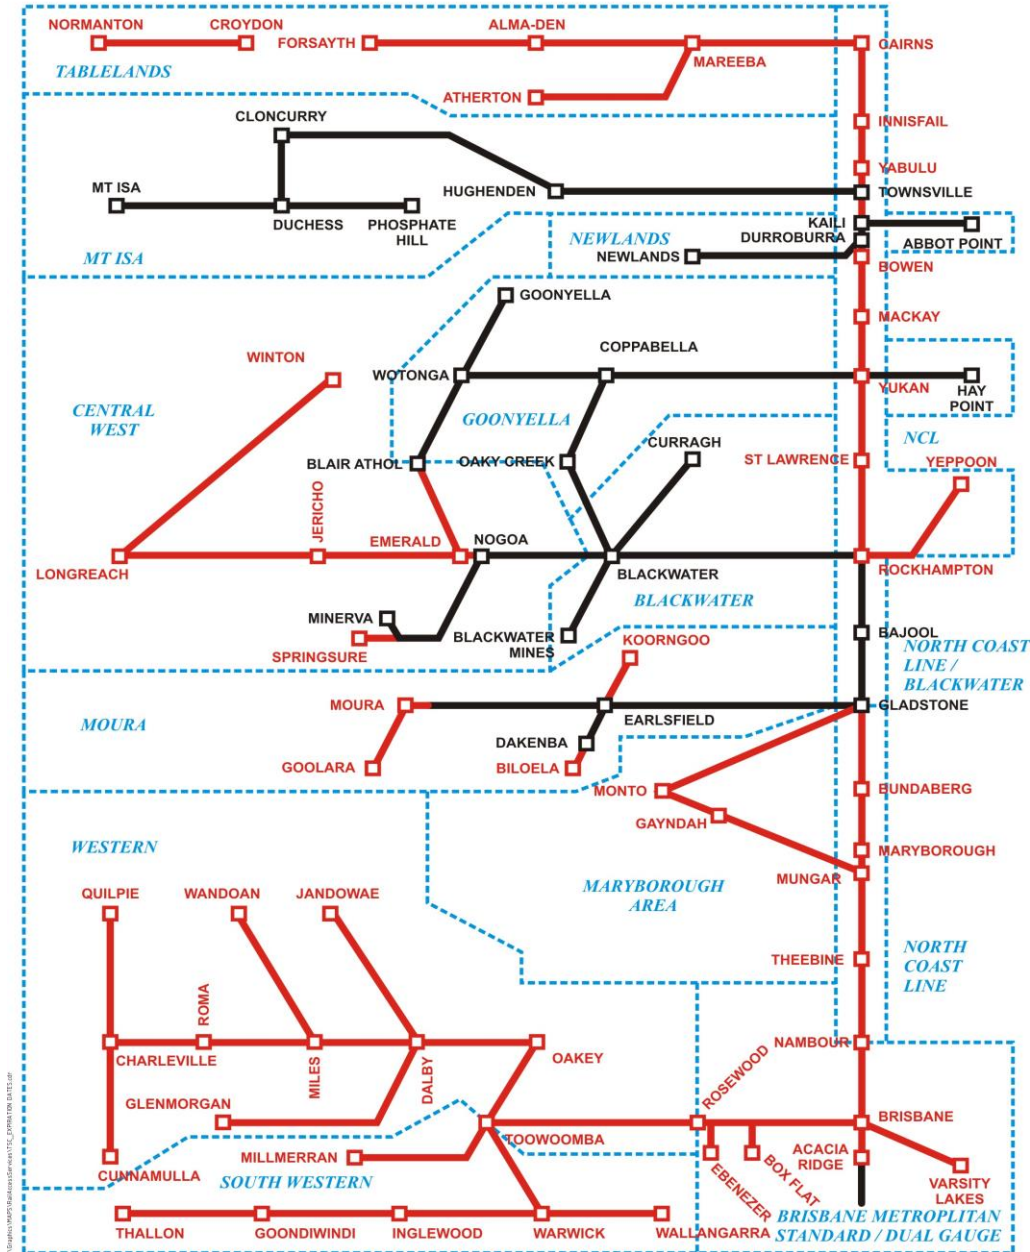 NORMANTON
CROYDON
FORSAYTH
ALMA-DEN
CAIRNS
MAREEBA
TABLELANDS
ATHERTON
CLONCURRY
INNISFAIL
YABULU
MT ISA
HUGHENDEN
TOWNSVILLE
DUCHESS
PHOSPHATE
HILL
KAILI
ABBOT POINT
NEWLANDS
DURROBURRA
MT ISA
NEWLANDS
BOWEN
GOONYELLA
MACKAY
WINTON
COPPABELLA
WOTONGA
YUKAN
HAY
POINT
CENTRAL
WEST
GOONYELLA
CURRAGH
NCL
BLAIR ATHOL
OAKY CREEK
ST LAWRENCE
YEPPOON
JERICHO
EMERALD
NOGOA
LONGREACH
BLACKWATER
ROCKHAMPTON
BLACKWATER
MINERVA
BLACKWATER
MINES
KOORNGOO
BAJOOL
SPRINGSURE
NORTH COAST
LINE /
BLACKWATER
MOURA
MOURA
EARLSFIELD
GLADSTONE
DAKENBA
GOOLARA
BILOELA
MONTO
BUNDABERG
GAYNDAH
WESTERN
MARYBOROUGH
MUNGAR
QUILPIE
WANDOAN
JANDOWAE
MARYBOROUGH
AREA
THEEBINE
NORTH
COAST
LINE
ROMA
CHARLEVILLE
MILES
DALBY
OAKEY
NAMBOUR
ROSEWOOD
GLENMORGAN
TOOWOOMBA
BRISBANE
CUNNAMULLA
MILLMERRAN
SOUTH WESTERN
EBENEZER
BOX FLAT
ACACIA
RIDGE
VARSITY
LAKES
THALLON
GOONDIWINDI
INGLEWOOD
WARWICK
WALLANGARRA
BRISBANE METROPLITAN
STANDARD / DUAL GAUGE